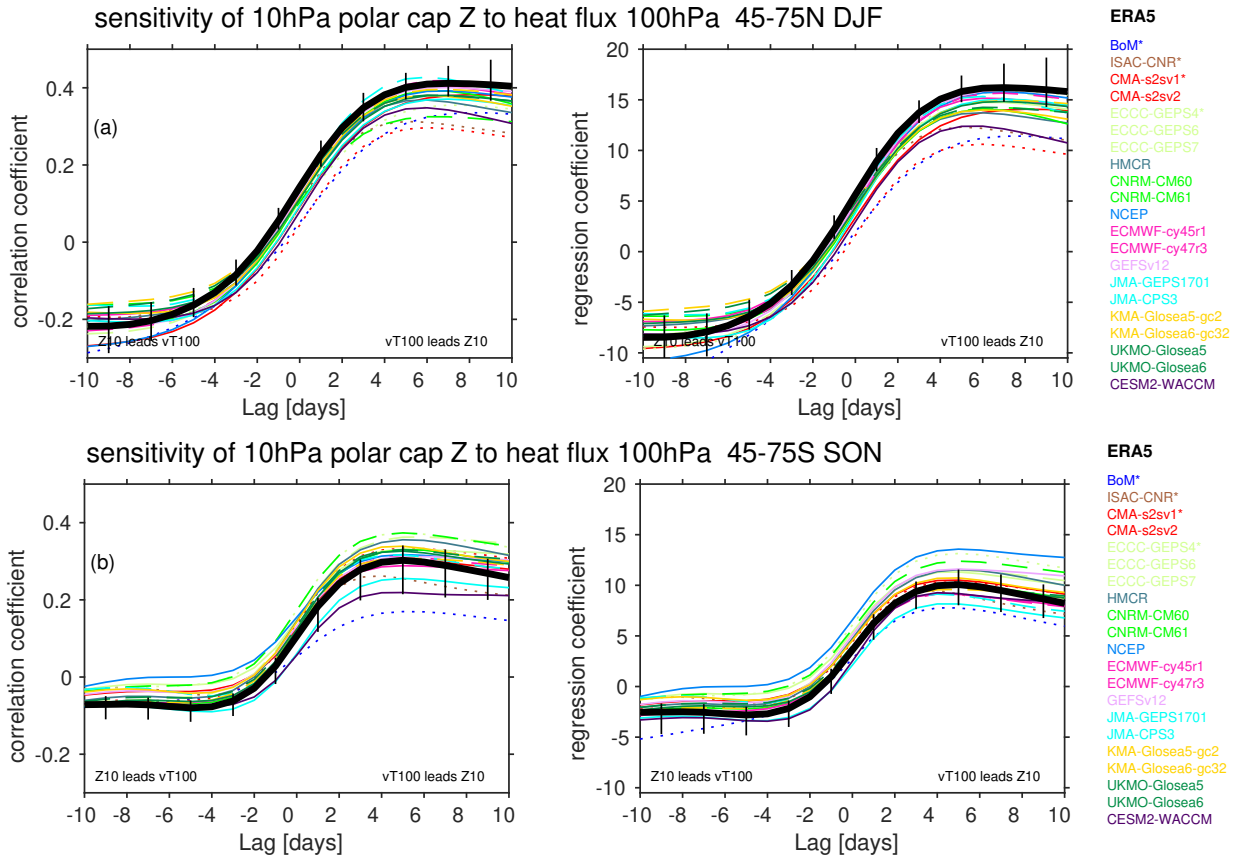 sensitivity of 10hPa polar cap Z to heat flux 100hPa 45-75N DJF
correlation coefficient
0.4
0.2
0
-0.2
(a)
Z10 leads vT100
vT100 leads Z10
-10 -8 -6 -4 -2 0 2 4 6 8 10
Lag [days]
regression coefficient
20
15
10
5
0
-5
-10
Z10 leads vT100
vT100 leads Z10
-10 -8 -6 -4 -2 0 2 4 6 8 10
Lag [days]
ERA5
BoM*
ISAC-CNR*
CMA-s2sv1*
CMA-s2sv2
ECCC-GEPS4*
ECCC-GEPS6
ECCC-GEPS7
HMCR
CNRM-CM60
CNRM-CM61
NCEP
ECMWF-cy45r1
ECMWF-cy47r3
GEFSv12
JMA-GEPS1701
JMA-CPS3
KMA-Glosea5-gc2
KMA-Glosea6-gc32
UKMO-Glosea5
UKMO-Glosea6
CESM2-WACCM
sensitivity of 10hPa polar cap Z to heat flux 100hPa 45-75S SON
correlation coefficient
0.4
0.2
0
-0.2
(b)
Z10 leads vT100
vT100 leads Z10
-10 -8 -6 -4 -2 0 2 4 6 8 10
Lag [days]
regression coefficient
20
15
10
5
0
-5
-10
Z10 leads vT100
vT100 leads Z10
-10 -8 -6 -4 -2 0 2 4 6 8 10
Lag [days]
ERA5
BoM*
ISAC-CNR*
CMA-s2sv1*
CMA-s2sv2
ECCC-GEPS4*
ECCC-GEPS6
ECCC-GEPS7
HMCR
CNRM-CM60
CNRM-CM61
NCEP
ECMWF-cy45r1
ECMWF-cy47r3
GEFSv12
JMA-GEPS1701
JMA-CPS3
KMA-Glosea5-gc2
KMA-Glosea6-gc32
UKMO-Glosea5
UKMO-Glosea6
CESM2-WACCM